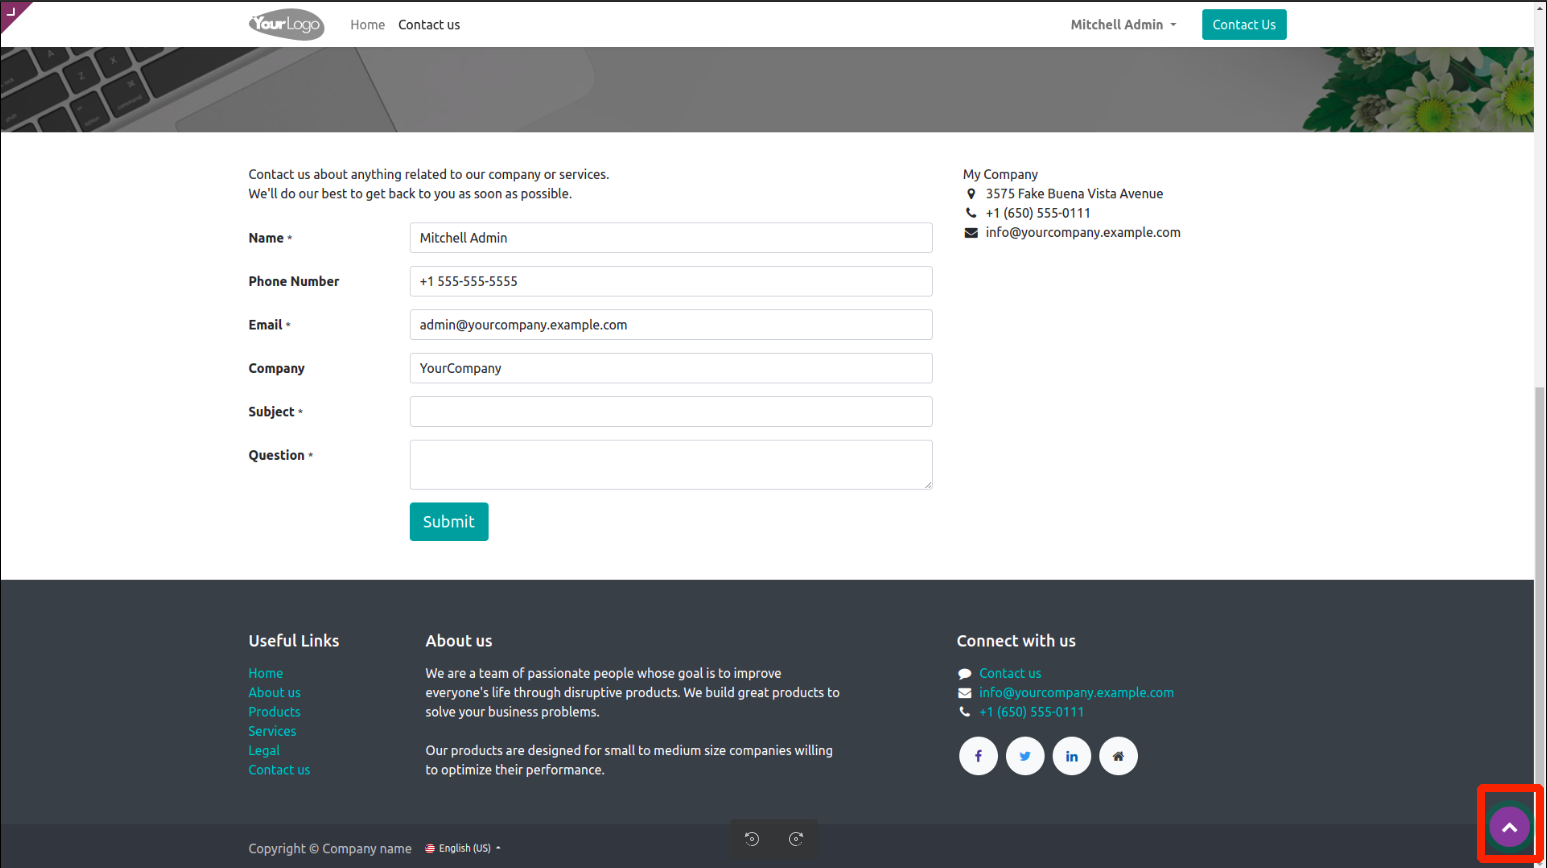 YourLogo
Home
Contact us
Mitchell Admin
Contact Us
Contact us about anything related to our company or services.
We'll do our best to get back to you as soon as possible.
Name *
Mitchell Admin
Phone Number
+1 555-555-5555
Email *
admin@yourcompany.example.com
Company
YourCompany
Subject *
Question *
Submit
My Company
3575 Fake Buena Vista Avenue
+1 (650) 555-0111
info@yourcompany.example.com
Useful Links
Home
About us
Products
Services
Legal
Contact us
About us
We are a team of passionate people whose goal is to improve
everyone's life through disruptive products. We build great products to
solve your business problems.
Our products are designed for small to medium size companies willing
to optimize their performance.
Connect with us
Contact us
info@yourcompany.example.com
+1 (650) 555-0111
Copyright © Company name
English (US)